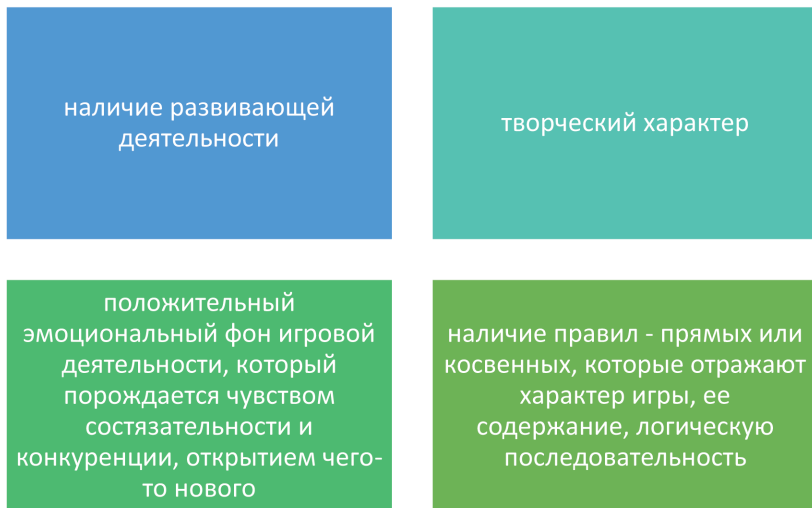 наличие развивающей
деятельности
творческий характер
положительный
эмоциональный фон игровой
деятельности, который
порождается чувством
состязательности и
конкуренции, открытием чего-
то нового
наличие правил - прямых или
косвенных, которые отражают
характер игры, ее
содержание, логическую
последовательность